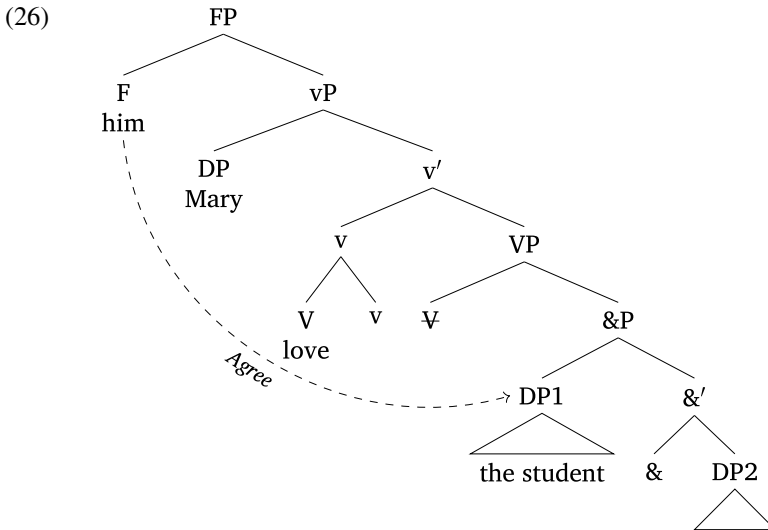 (26)
FP
F vP
him
DP v′
Mary
v VP
V v V &P
love
Agree
DP1 &′
the student & DP2